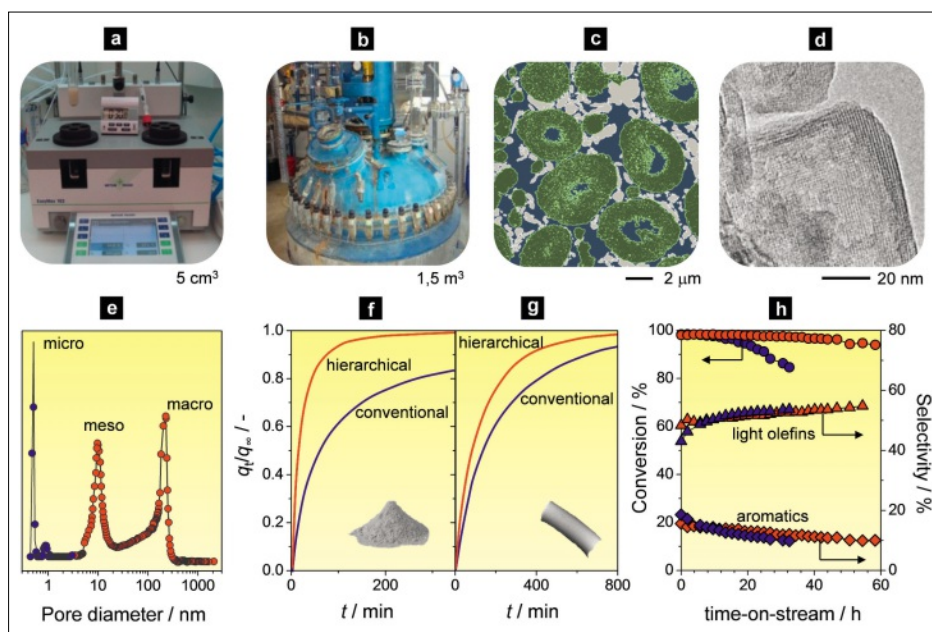 a
b
c
d
5 cm³
1,5 m³
2 μm
20 nm
e
micro
meso
macro
1
10
100
1000
Pore diameter / nm
f
g
1.0
0.8
0.6
0.4
0.2
0.0
qt/q∞ / -
hierarchical
conventional
hierarchical
conventional
0
200
0
400
800
t / min
t / min
h
100
80
60
40
20
0
Conversion / %
light olefins
aromatics
80
60
40
20
0
Selectivity / %
0
20
40
60
time-on-stream / h